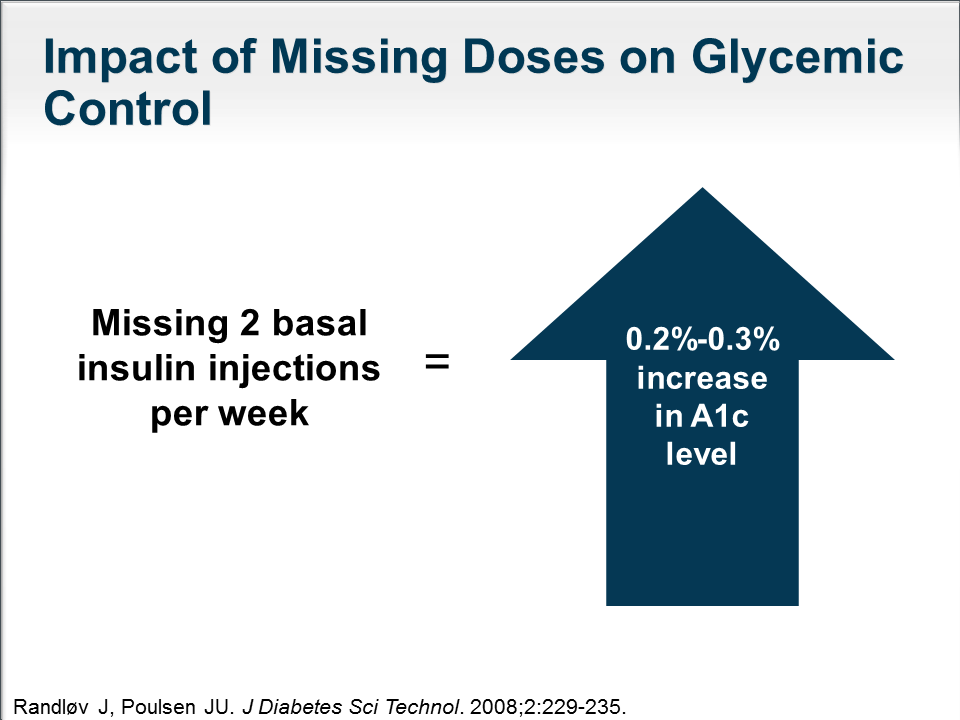 Impact of Missing Doses on Glycemic
Control
Missing 2 basal
insulin injections
per week
=
0.2%-0.3%
increase
in A1c
level
Randløv J, Poulsen JU. J Diabetes Sci Technol. 2008;2:229-235.